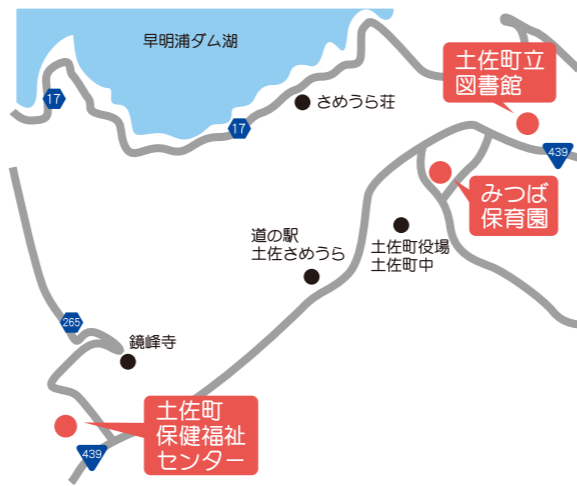 早明浦ダム湖
土佐町立
図書館
17
さめうら荘
17
439
みつば
保育園
道の駅
土佐さめうら
土佐町役場
土佐町中
265
鏡峰寺
土佐町
保健福祉
センター
439